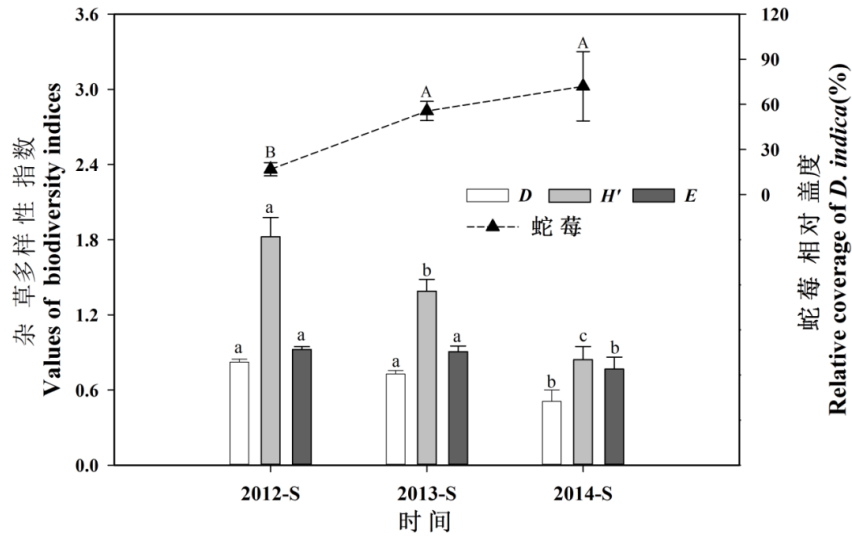 3.6
3.0
2.4
1.8
1.2
0.6
0.0
杂 草多样性 指数
Values of biodiversity indices
120
90
60
30
0
蛇莓 相对 盖度
Relative coverage of D. indica(%)
B
A
A
D
H'
E
蛇莓
a
a
a
a
b
a
b
c
b
2012-S
2013-S
2014-S
时间